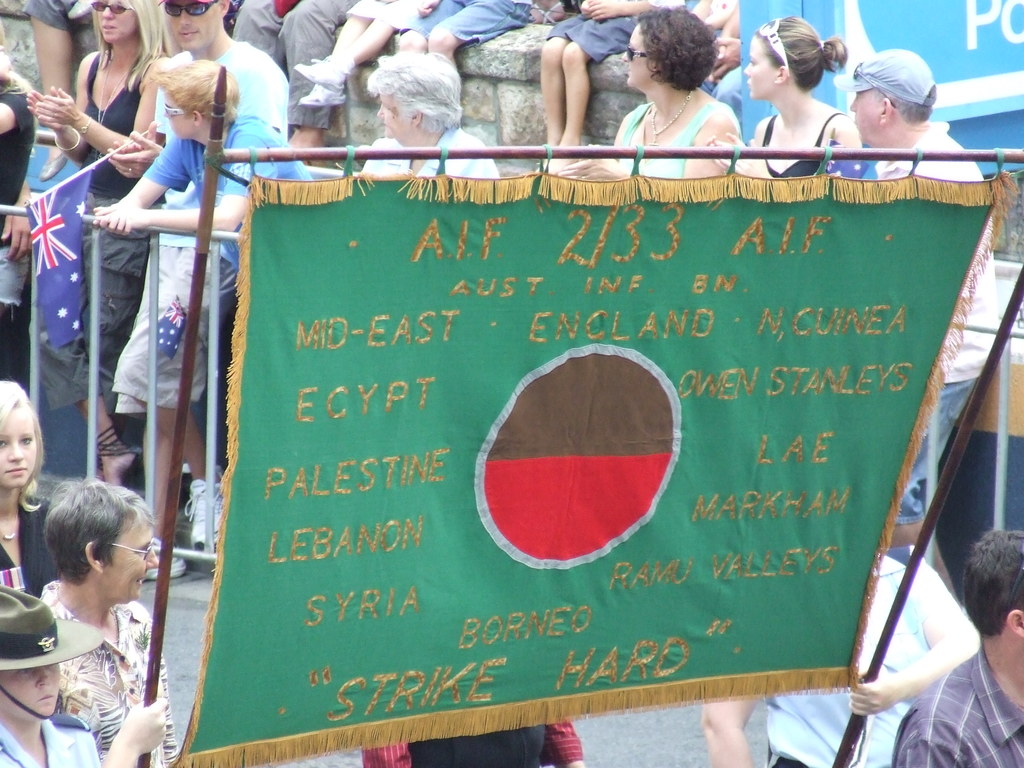 Po
A.I.F. "2/33" A.I.F.
AUST. INF. BN.
MID-EAST · ENGLAND · N,GUINEA
EGYPT
OWEN STANLEYS
PALESTINE
LAE
LEBANON
MARKHAM
SYRIA
RAMU VALLEYS
BORNEO
"STRIKE HARD"